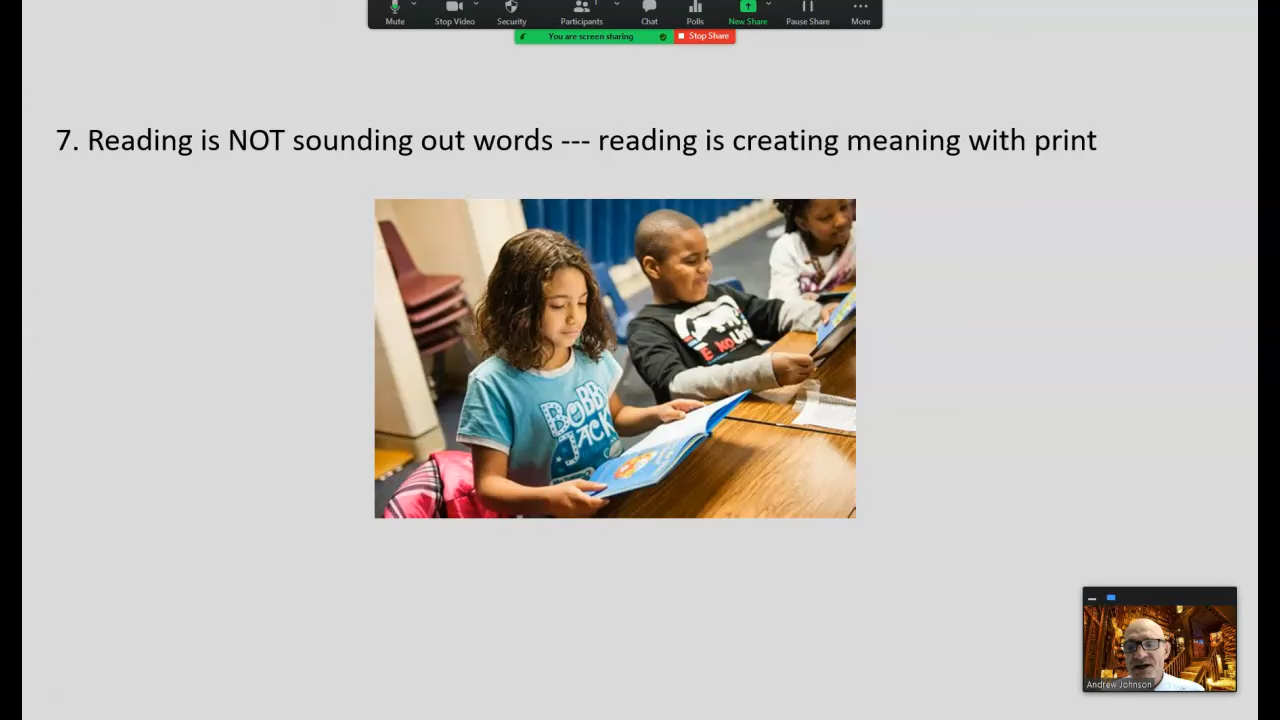 Mute
Stop Video
Security
Participants
Chat
Polls
New Share
Pause Share
More
You are screen sharing
Stop Share
7. Reading is NOT sounding out words --- reading is creating meaning with print
BOBBY
JACK
Andrew Johnson